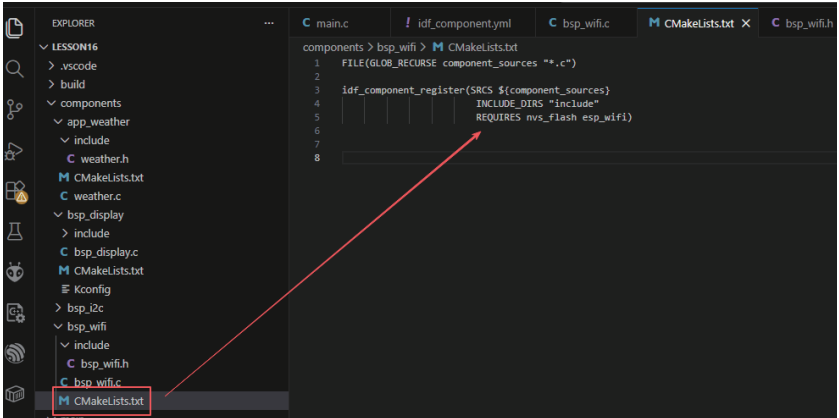 EXPLORER ...
LESSON16
.vscode
build
components
app_weather
include
C weather.h
M CMakeLists.txt
C weather.c
bsp_display
include
C bsp_display.c
M CMakeLists.txt
Kconfig
bsp_i2c
bsp_wifi
include
C bsp_wifi.h
C bsp_wifi.c
M CMakeLists.txt
C main.c ! idf_component.yml C bsp_wifi.c M CMakeLists.txt C bsp_wifi.h
components > bsp_wifi > M CMakeLists.txt
1 FILE(GLOB_RECURSE component_sources "*.c")
2
3 idf_component_register(SRCS ${component_sources}
4 INCLUDE_DIRS "include"
5 REQUIRES nvs_flash esp_wifi)
6
7
8